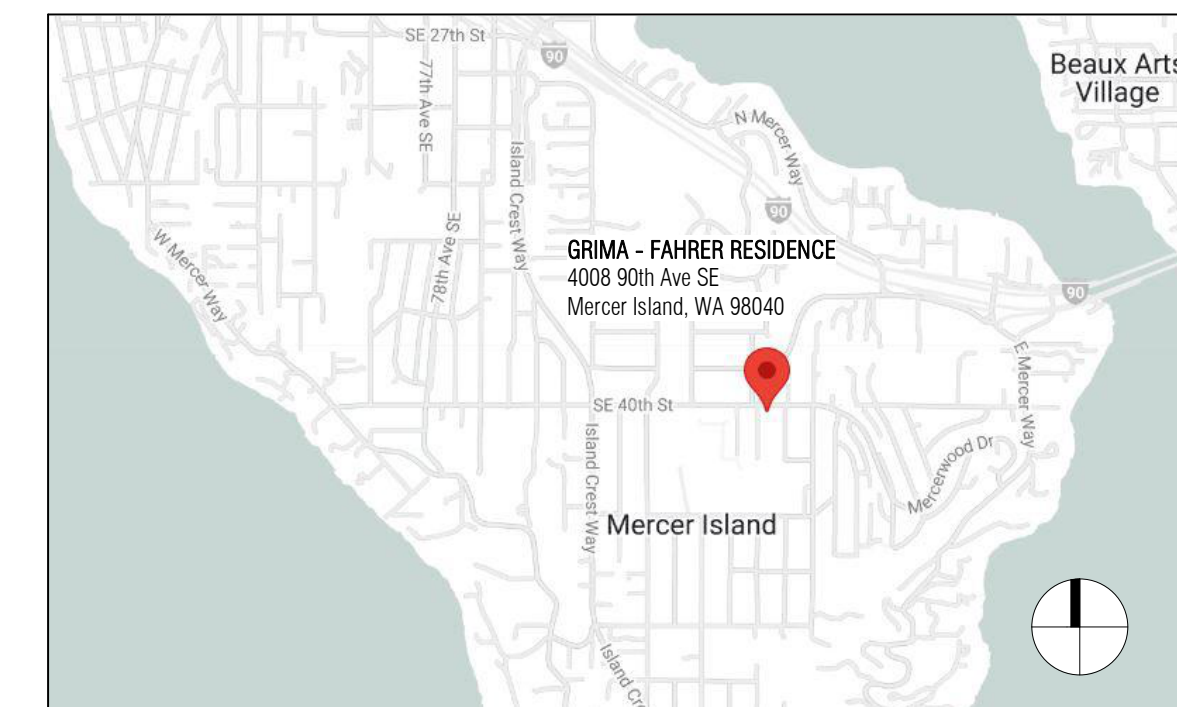 SE 27th St
90
77th Ave SE
Beaux Arts
Village
N Mercer Way
Island Crest Way
90
W Mercer Way
78th Ave SE
GRIMA - FAHRER RESIDENCE
4008 90th Ave SE
Mercer Island, WA 98040
90
E Mercer Way
SE 40th St
Island Crest Way
Mercerwood Dr
Mercer Island
Island Cre